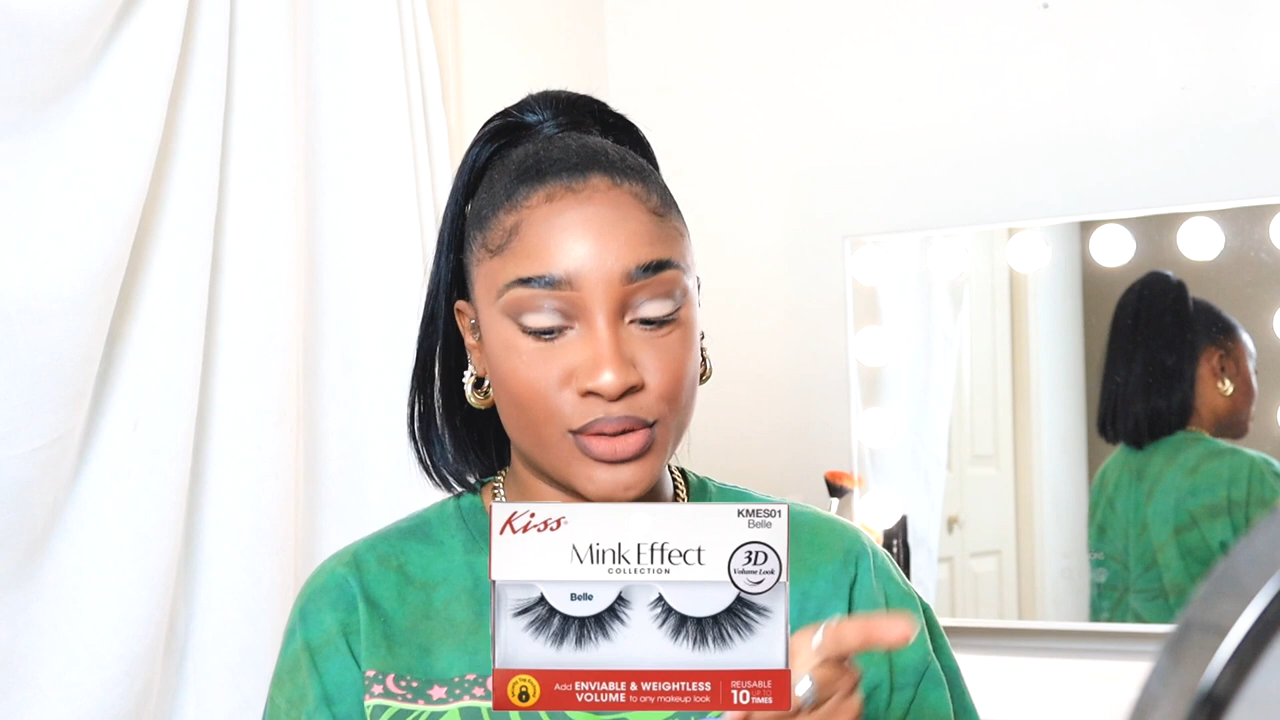 Kiss
KMES01
Belle
Mink Effect
COLLECTION
3D
Volume Look
Belle
Add ENVIABLE & WEIGHTLESS
VOLUME to any makeup look
REUSABLE
10 UP TO
TIMES